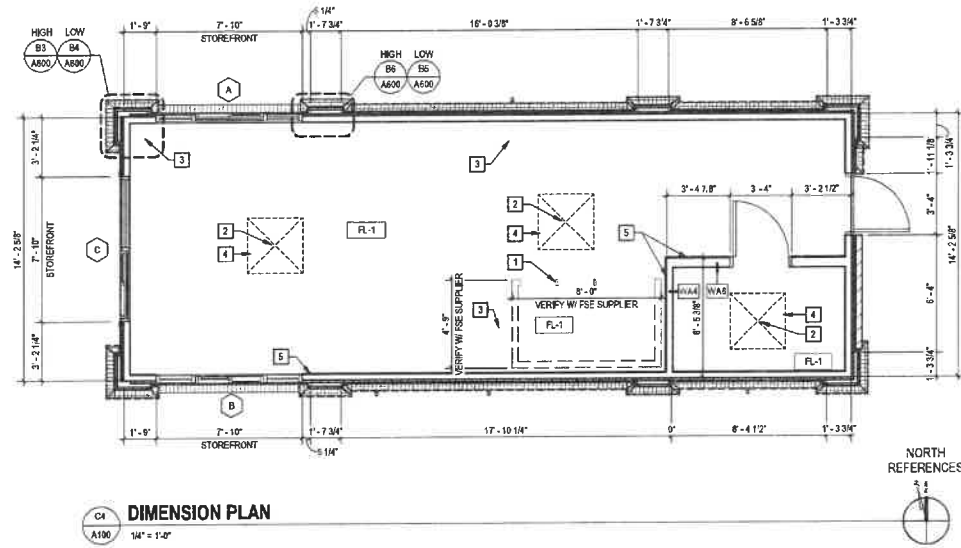 1' - 9" 7' - 10" 5 1/4" 1' - 7 3/4" 16' - 0 3/8" 1' - 7 3/4" 8' - 6 5/8" 1' - 3 3/4"
STOREFRONT
HIGH LOW
B3 B4
A600 A600
HIGH LOW
B6 B5
A600 A600
A
3' - 2 1/4"
3
3
1' - 11 1/8"
1' - 3 3/4"
3' - 4 7/8" 3' - 4" 3' - 2 1/2"
3' - 4"
2
4
FL-1
2
4
5
C
14' - 2 5/8"
7' - 10"
STOREFRONT
14' - 2 5/8"
1
8' - 0"
VERIFY W/ FSE SUPPLIER
WA4 WA6
6' - 4"
4' - 9"
VERIFY W/ FSE SUPPLIER
3
FL-1
6' - 5 3/8"
4
2
3' - 2 1/4"
5
FL-1
1' - 3 3/4"
B
1' - 9" 7' - 10" 1' - 7 3/4" 17' - 10 1/4" 9" 8' - 4 1/2" 1' - 3 3/4"
STOREFRONT
5 1/4"
NORTH
REFERENCES
C4
A100
DIMENSION PLAN
1/4" = 1'-0"